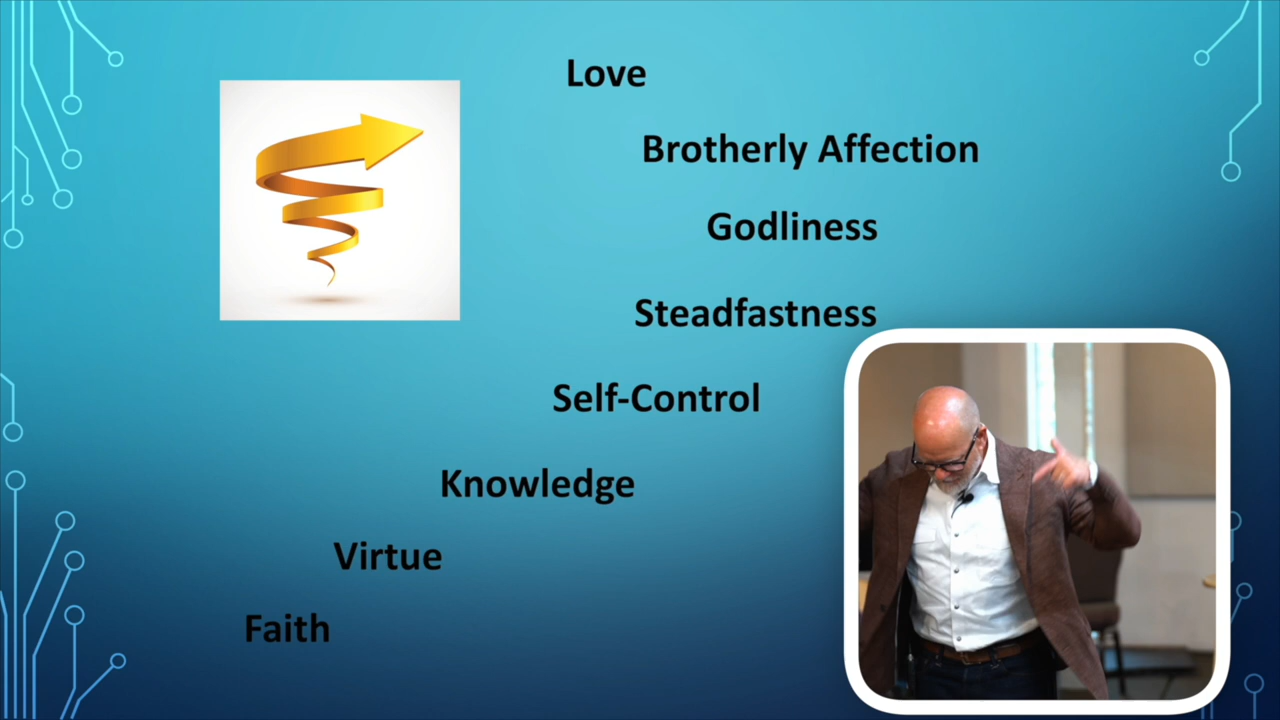 Love
Brotherly Affection
Godliness
Steadfastness
Self-Control
Knowledge
Virtue
Faith